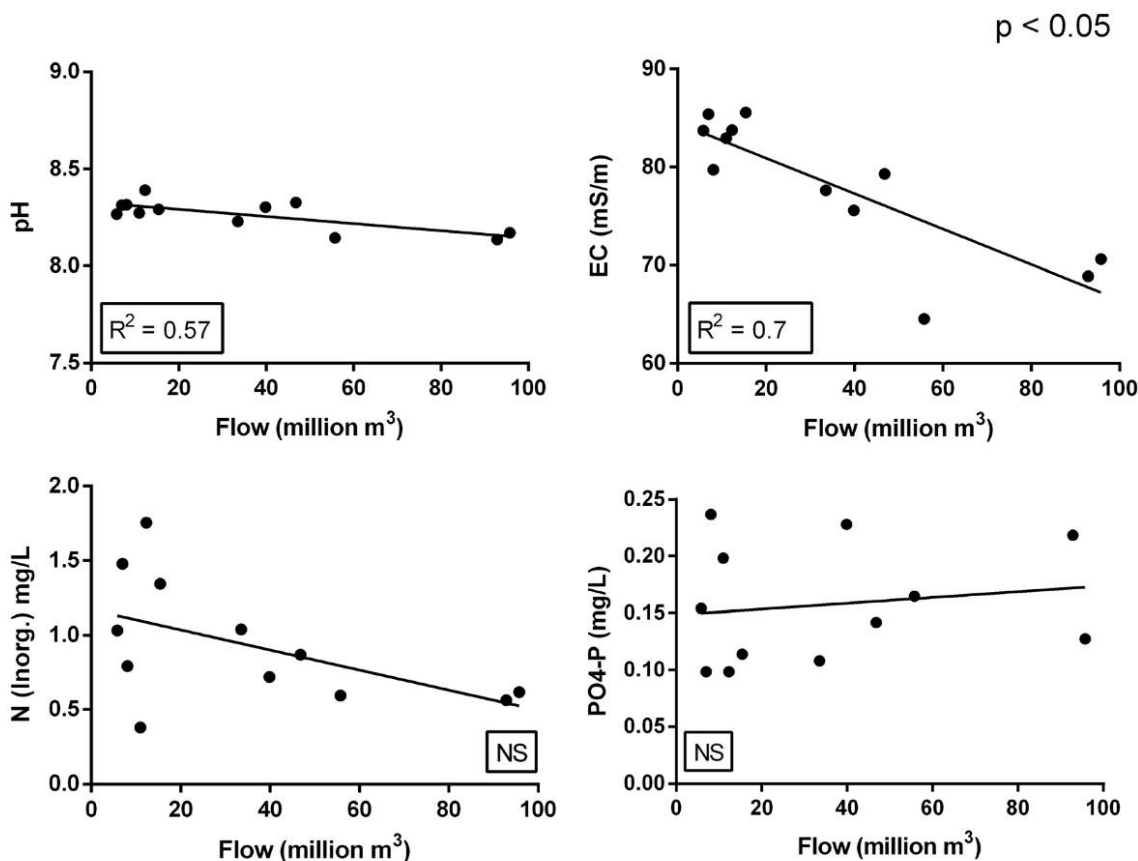 p < 0.05
9.0
8.5
8.0
7.5
pH
R² = 0.57
0 20 40 60 80 100
Flow (million m³)
90
80
70
60
EC (mS/m)
R² = 0.7
0 20 40 60 80 100
Flow (million m³)
2.0
1.5
1.0
0.5
0.0
N (Inorg.) mg/L
NS
0 20 40 60 80 100
Flow (million m³)
0.25
0.20
0.15
0.10
0.05
0.00
PO4-P (mg/L)
NS
0 20 40 60 80 100
Flow (million m³)